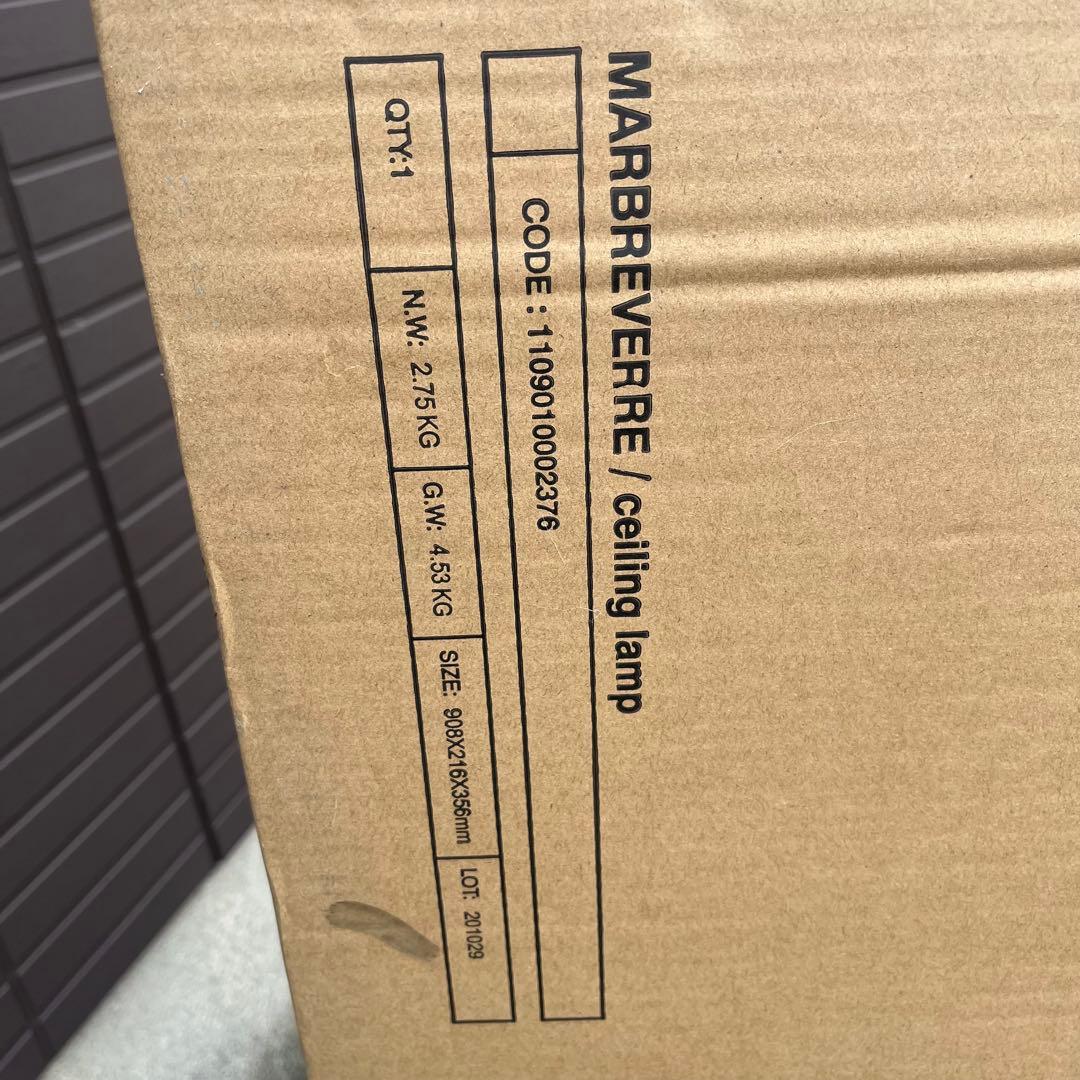 MARBREVERRE / ceiling lamp
CODE : 1109010002376
QTY:1 N.W: 2.75 KG G.W: 4.53 KG SIZE: 908X216X356mm LOT: 201029